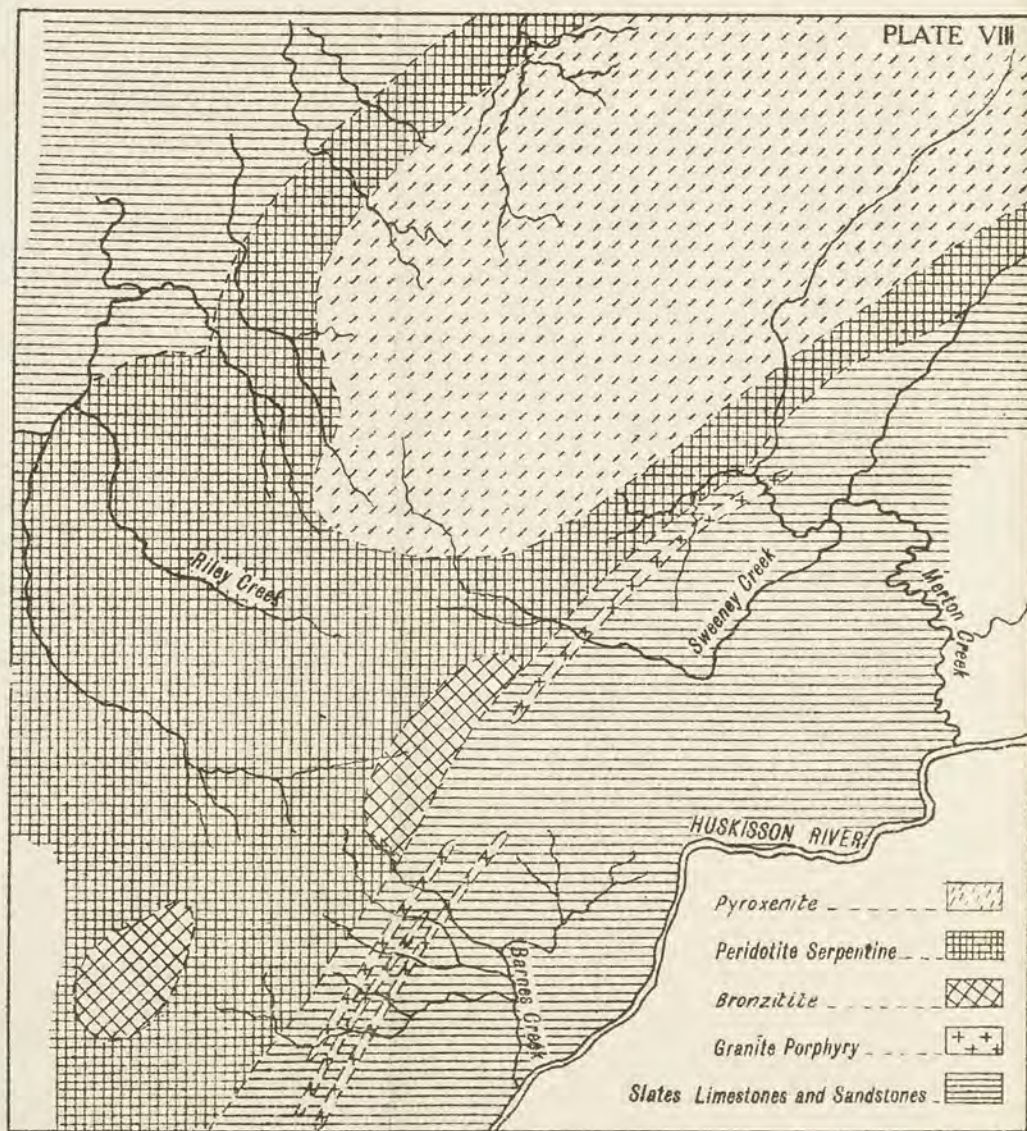 PLATE VIII
Riley Creek
Sweeney Creek
Merton Creek
HUSKISSON RIVER
Barnes Creek
Pyroxenite
Peridotite Serpentine
Bronzitite
Granite Porphyry
Slates Limestones and Sandstones